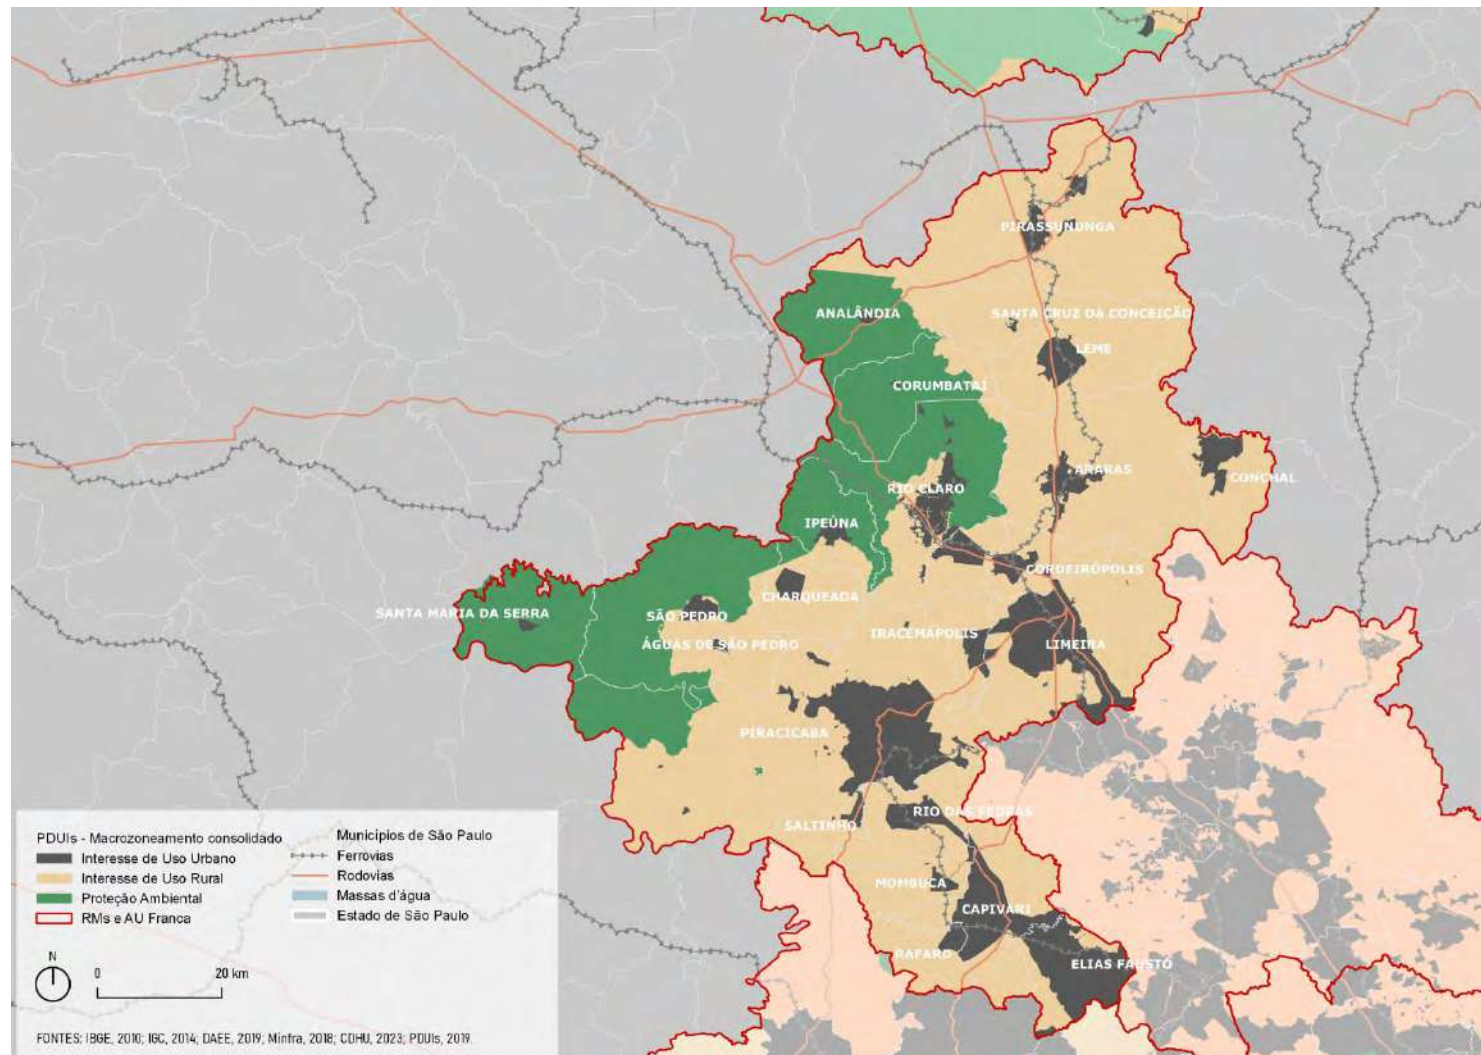 PIRASSUNUNGA
ANALÂNDIA
SANTA CRUZ DA CONCEIÇÃO
LEME
CORUMBATAÍ
ARARAS
CONCHAL
RIO CLARO
IPEÚNA
CORDEIRÓPOLIS
CHARQUEADA
SANTA MARIA DA SERRA
SÃO PEDRO
IRACEMÁPOLIS
ÁGUAS DE SÃO PEDRO
LIMEIRA
PIRACICABA
RIO DAS PEDRAS
SALTINHO
MOMBUCA
CAPIVARI
RAFARD
ELIAS FAUSTO
PDUIs - Macrozoneamento consolidado
Interesse de Uso Urbano
Interesse de Uso Rural
Proteção Ambiental
RMs e AU Franca
Municípios de São Paulo
Ferrovias
Rodovias
Massas d'água
Estado de São Paulo
N
0 20 km
FONTES: IBGE, 2010; IGC, 2014; DAEE, 2019; Minfra, 2018; CDHU, 2023; PDUIs, 2019.